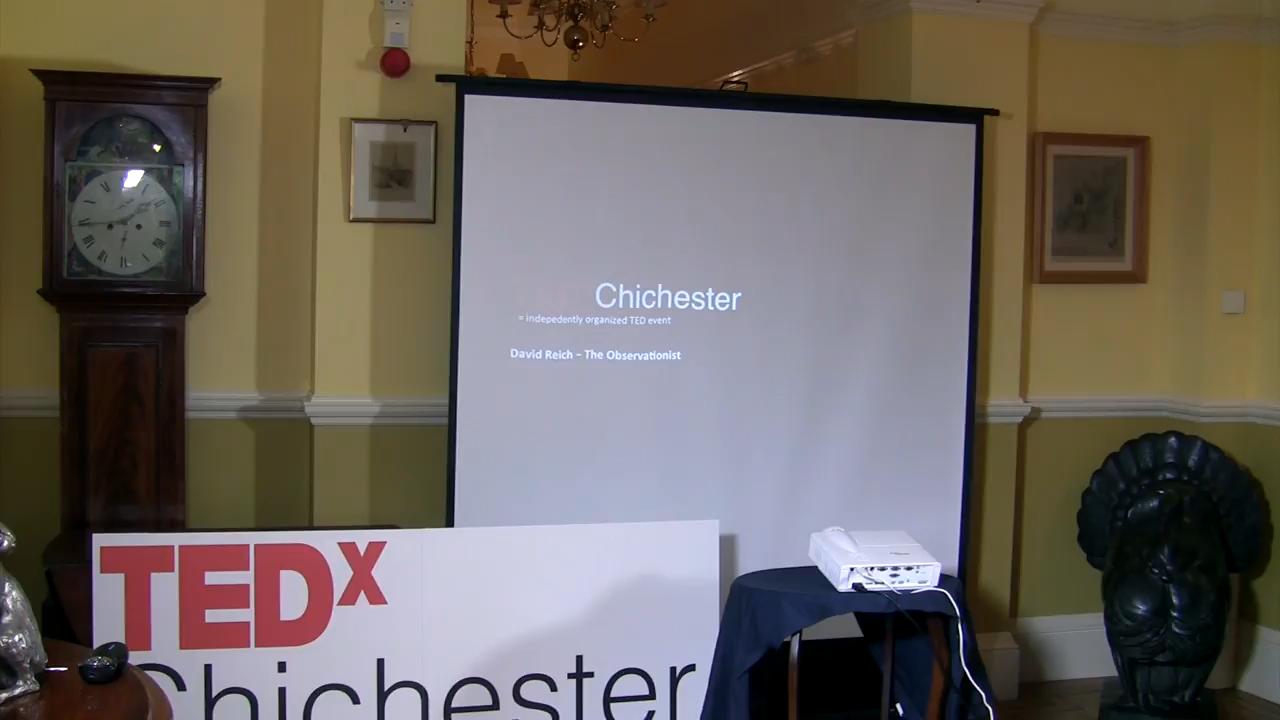 Chichester
= indepedently organized TED event
David Reich – The Observationist
TEDx
Chichester